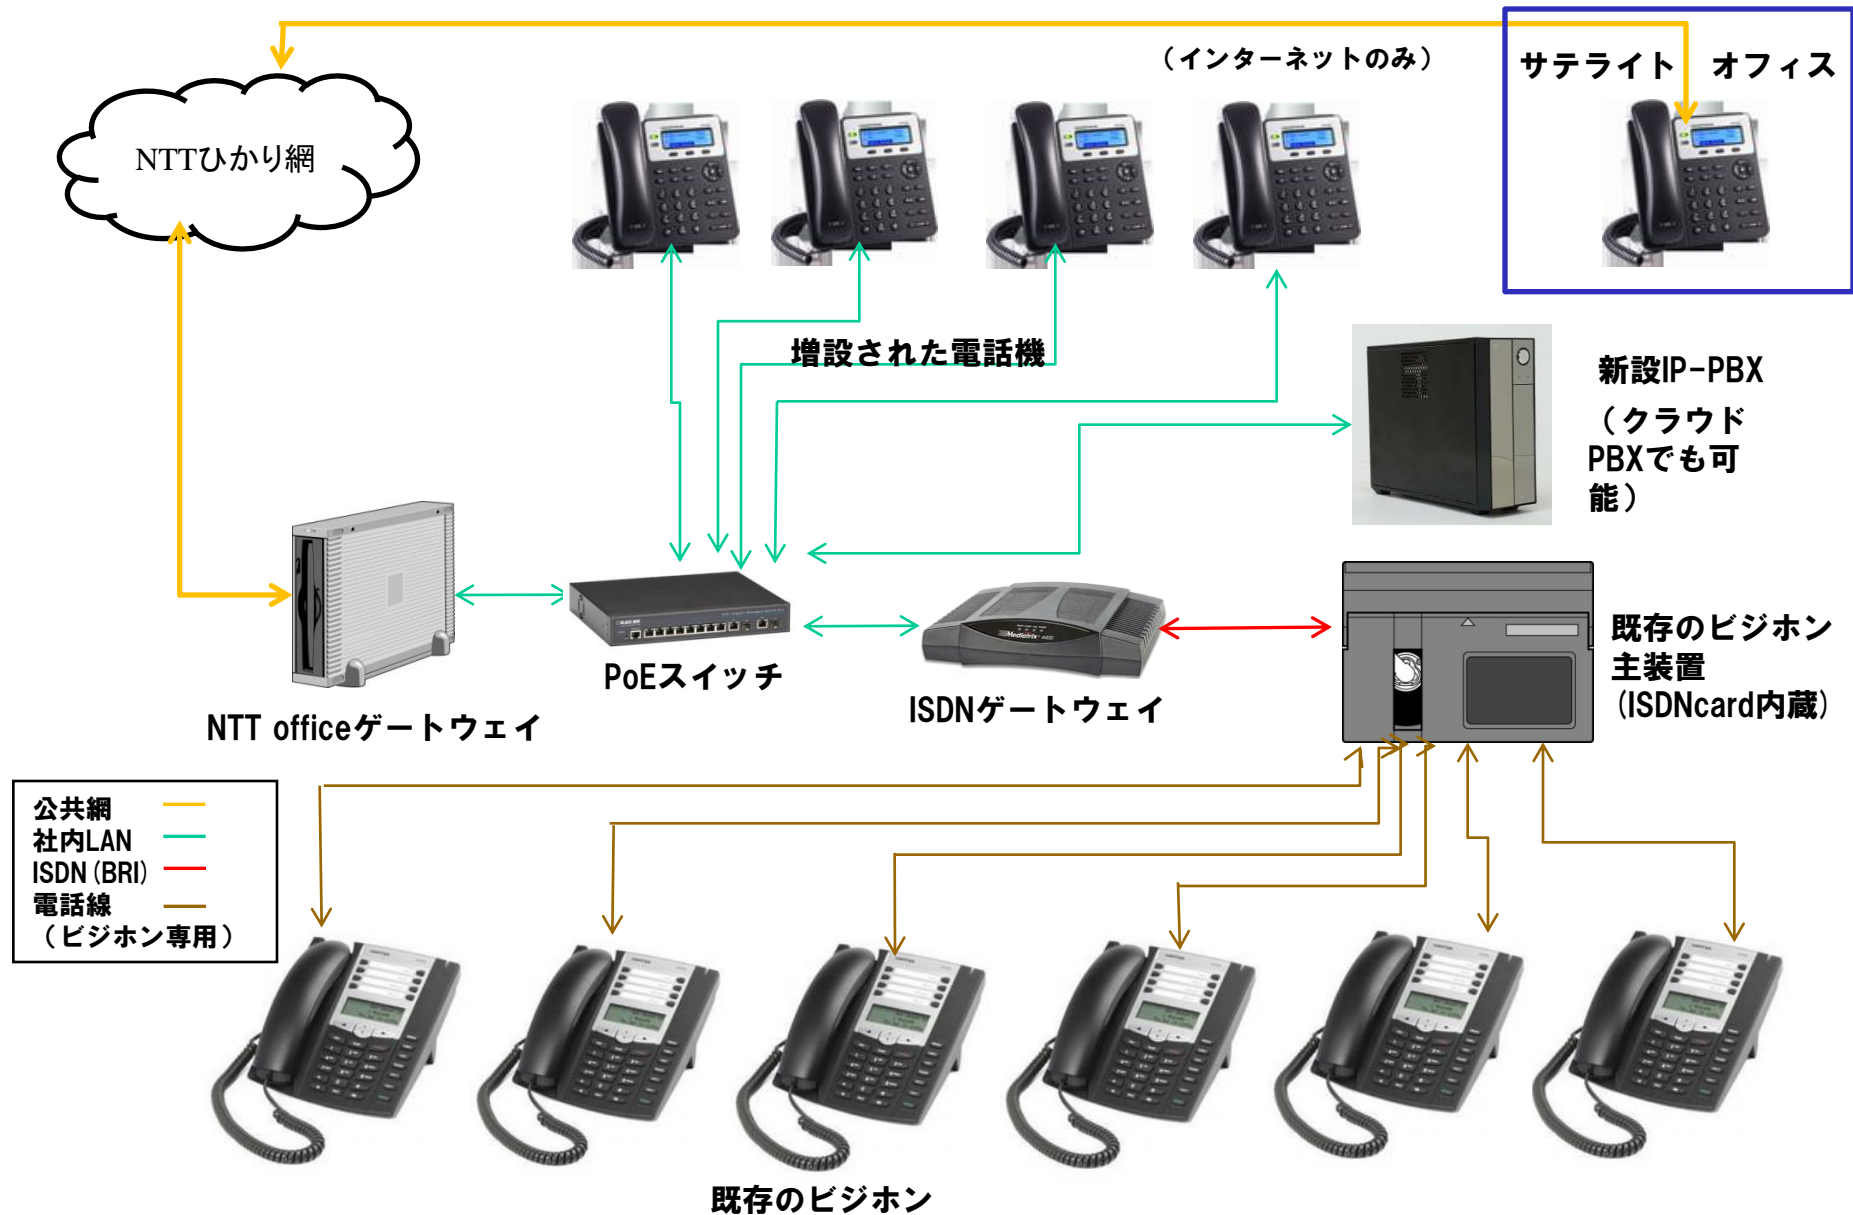 (インターネットのみ)
サテライト オフィス
NTTひかり網
増設された電話機
新設IP-PBX
(クラウド
PBXでも可
能)
既存のビジホン
主装置
(ISDNcard内蔵)
PoEスイッチ
Mediatrix
ISDNゲートウェイ
NTT officeゲートウェイ
公共網
社内LAN
ISDN(BRI)
電話線
(ビジホン専用)
既存のビジホン